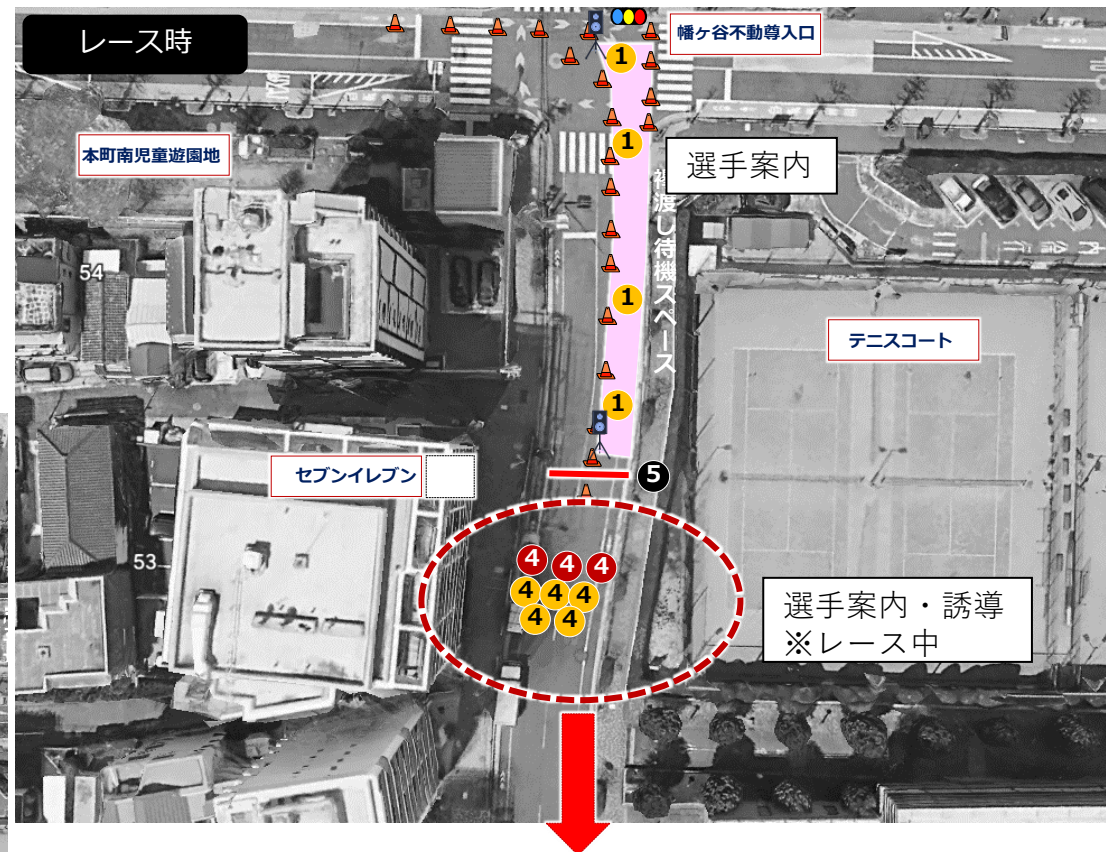 レース時
幡ヶ谷不動尊入口
1
本町南児童遊園地
1
選手案内
渡し待機スペース
54
1
テニスコート
1
セブンイレブン
5
53
4 4 4
4 4 4
4 4
選手案内・誘導
※レース中